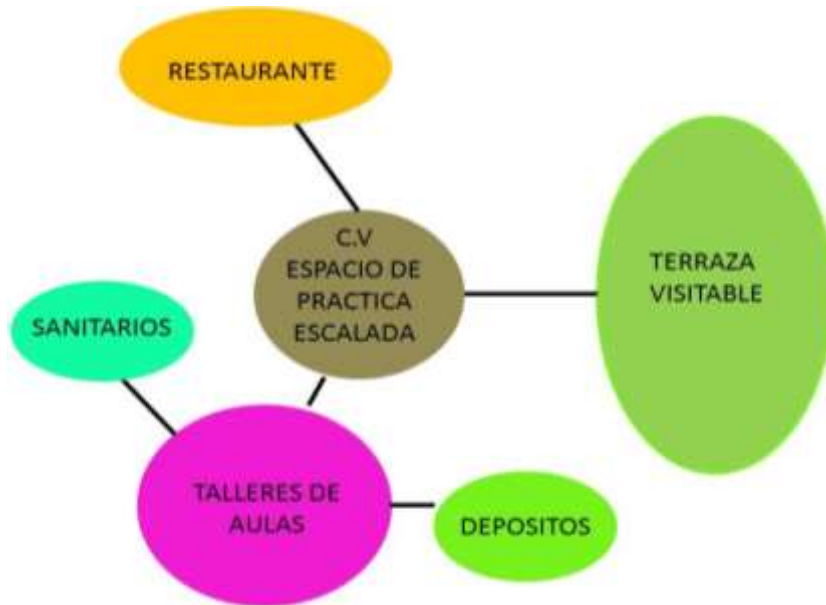 RESTAURANTE
C.V
ESPACIO DE
PRACTICA
ESCALADA
TERRAZA
VISITABLE
SANITARIOS
TALLERES DE
AULAS
DEPOSITOS